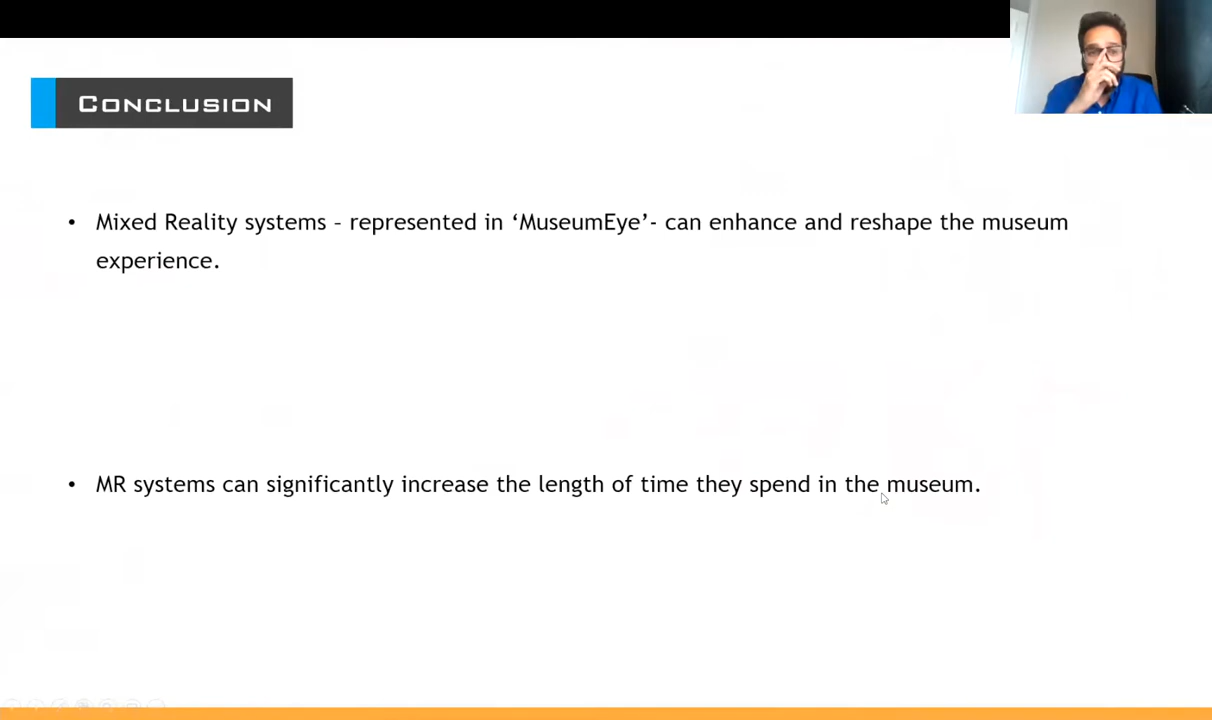 CONCLUSION
• Mixed Reality systems – represented in ‘MuseumEye’- can enhance and reshape the museum
experience.
• MR systems can significantly increase the length of time they spend in the museum.